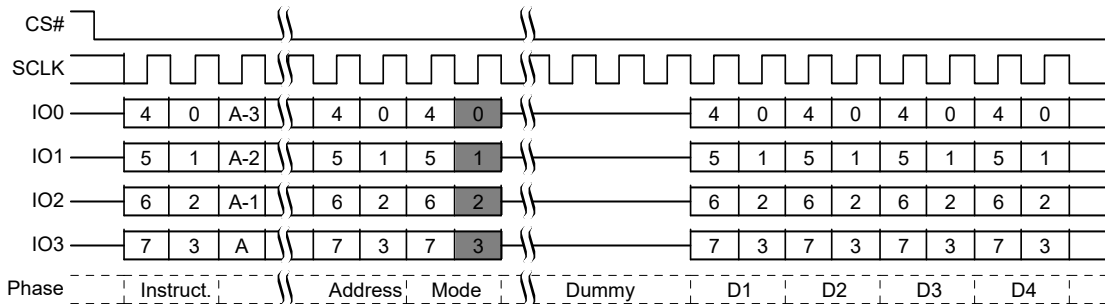 CS#
SCLK
IO0 4 0 A-3 4 0 4 0 4 0 4 0 4 0 4 0
IO1 5 1 A-2 5 1 5 1 5 1 5 1 5 1 5 1
IO2 6 2 A-1 6 2 6 2 6 2 6 2 6 2 6 2
IO3 7 3 A 7 3 7 3 7 3 7 3 7 3 7 3
Phase Instruct. Address Mode Dummy D1 D2 D3 D4